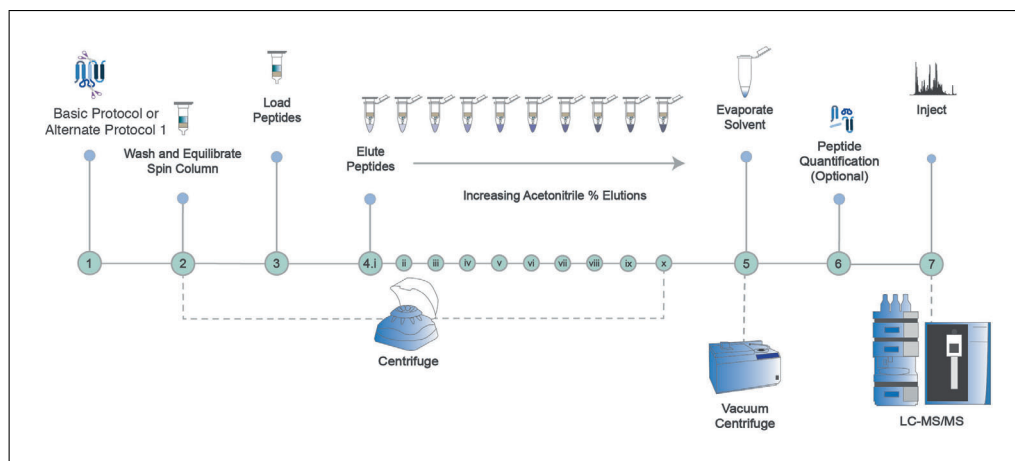 Basic Protocol or
Alternate Protocol 1
Wash and Equilibrate
Spin Column
Load
Peptides
Elute
Peptides
Increasing Acetonitrile % Elutions
Evaporate
Solvent
Peptide
Quantification
(Optional)
Inject
1
2
3
4.i
ii
iii
iv
v
vi
vii
viii
ix
x
5
6
7
Centrifuge
Vacuum
Centrifuge
LC-MS/MS